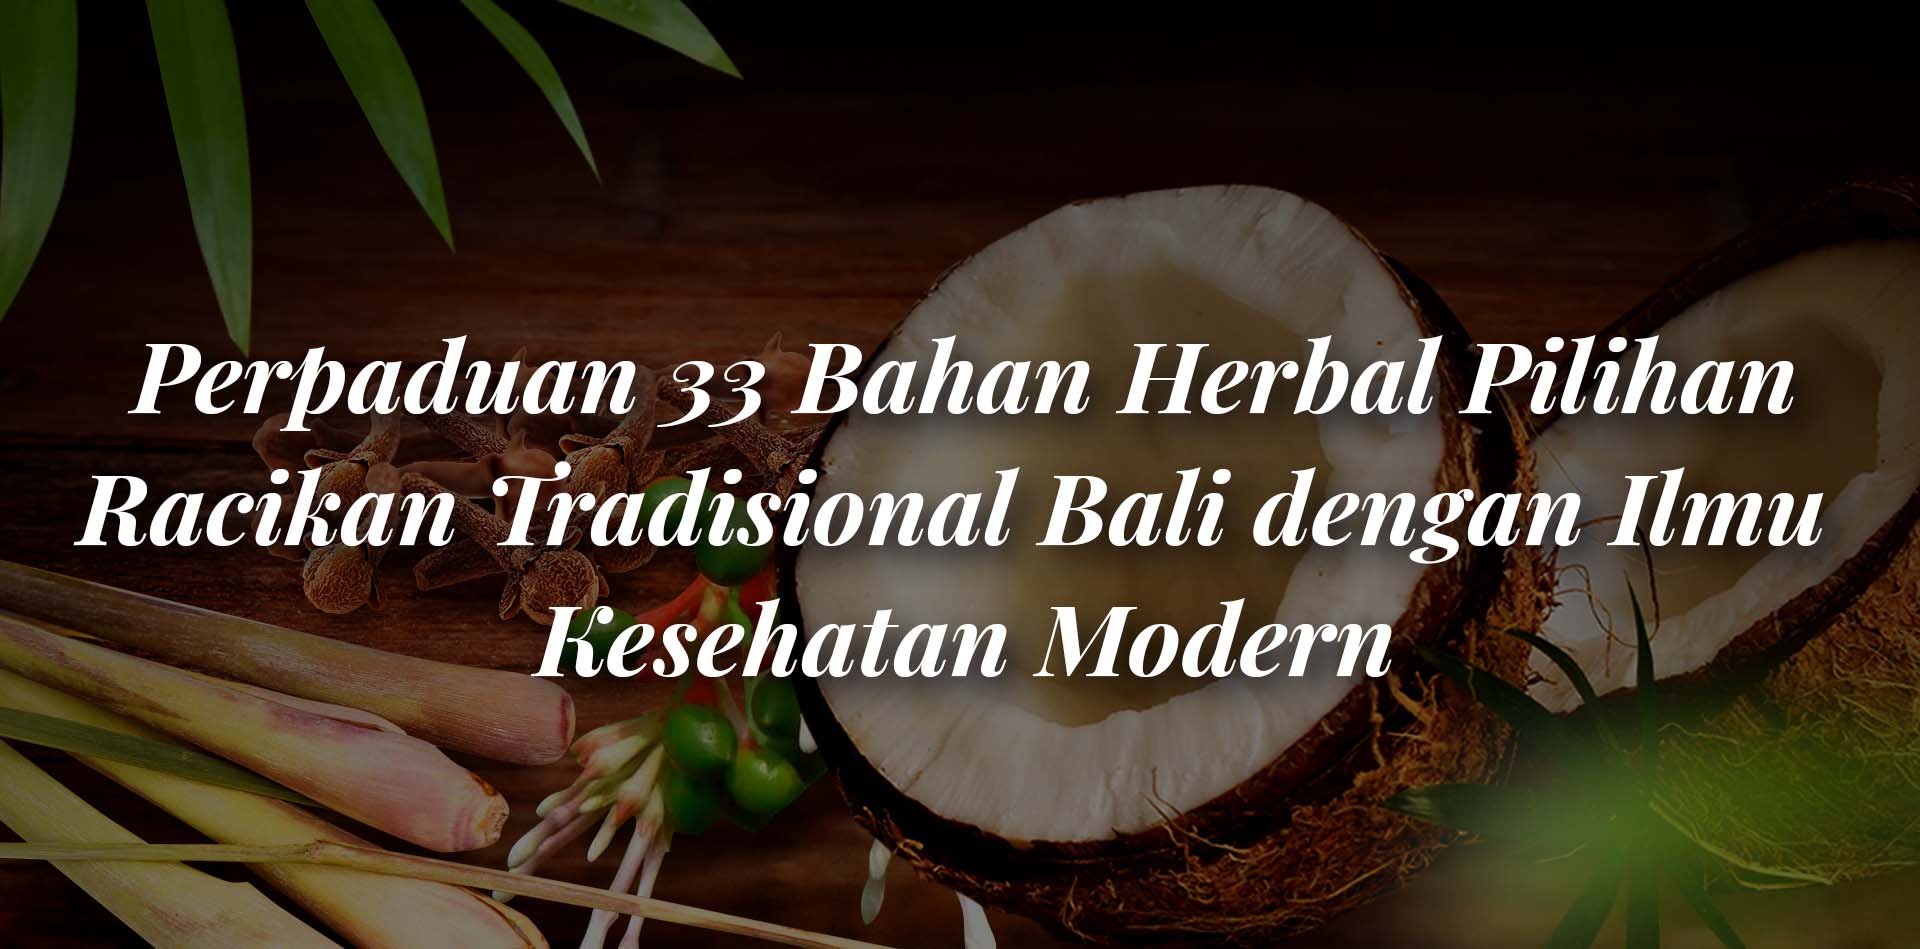 Perpaduan 33 Bahan Herbal Pilihan
Racikan Tradisional Bali dengan Ilmu
Kesehatan Modern